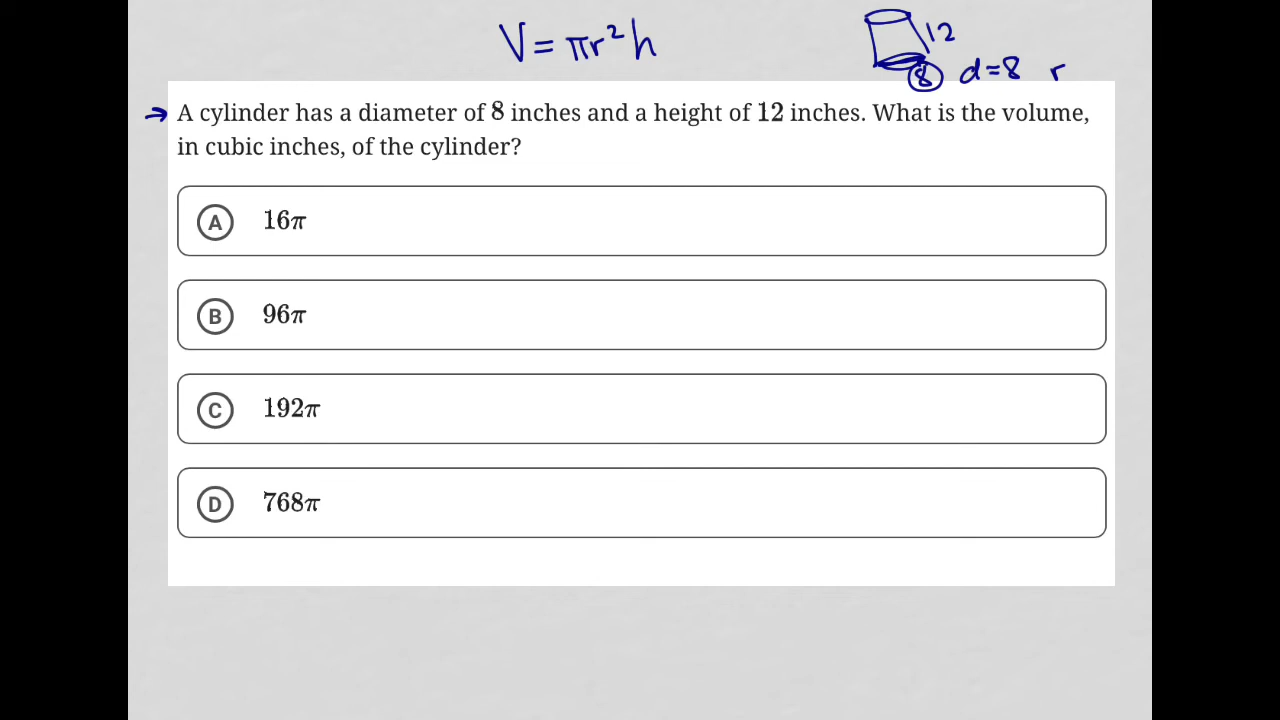 V = πr²h
12
8 d=8 r
→ A cylinder has a diameter of 8 inches and a height of 12 inches. What is the volume,
in cubic inches, of the cylinder?
A 16π
B 96π
C 192π
D 768π